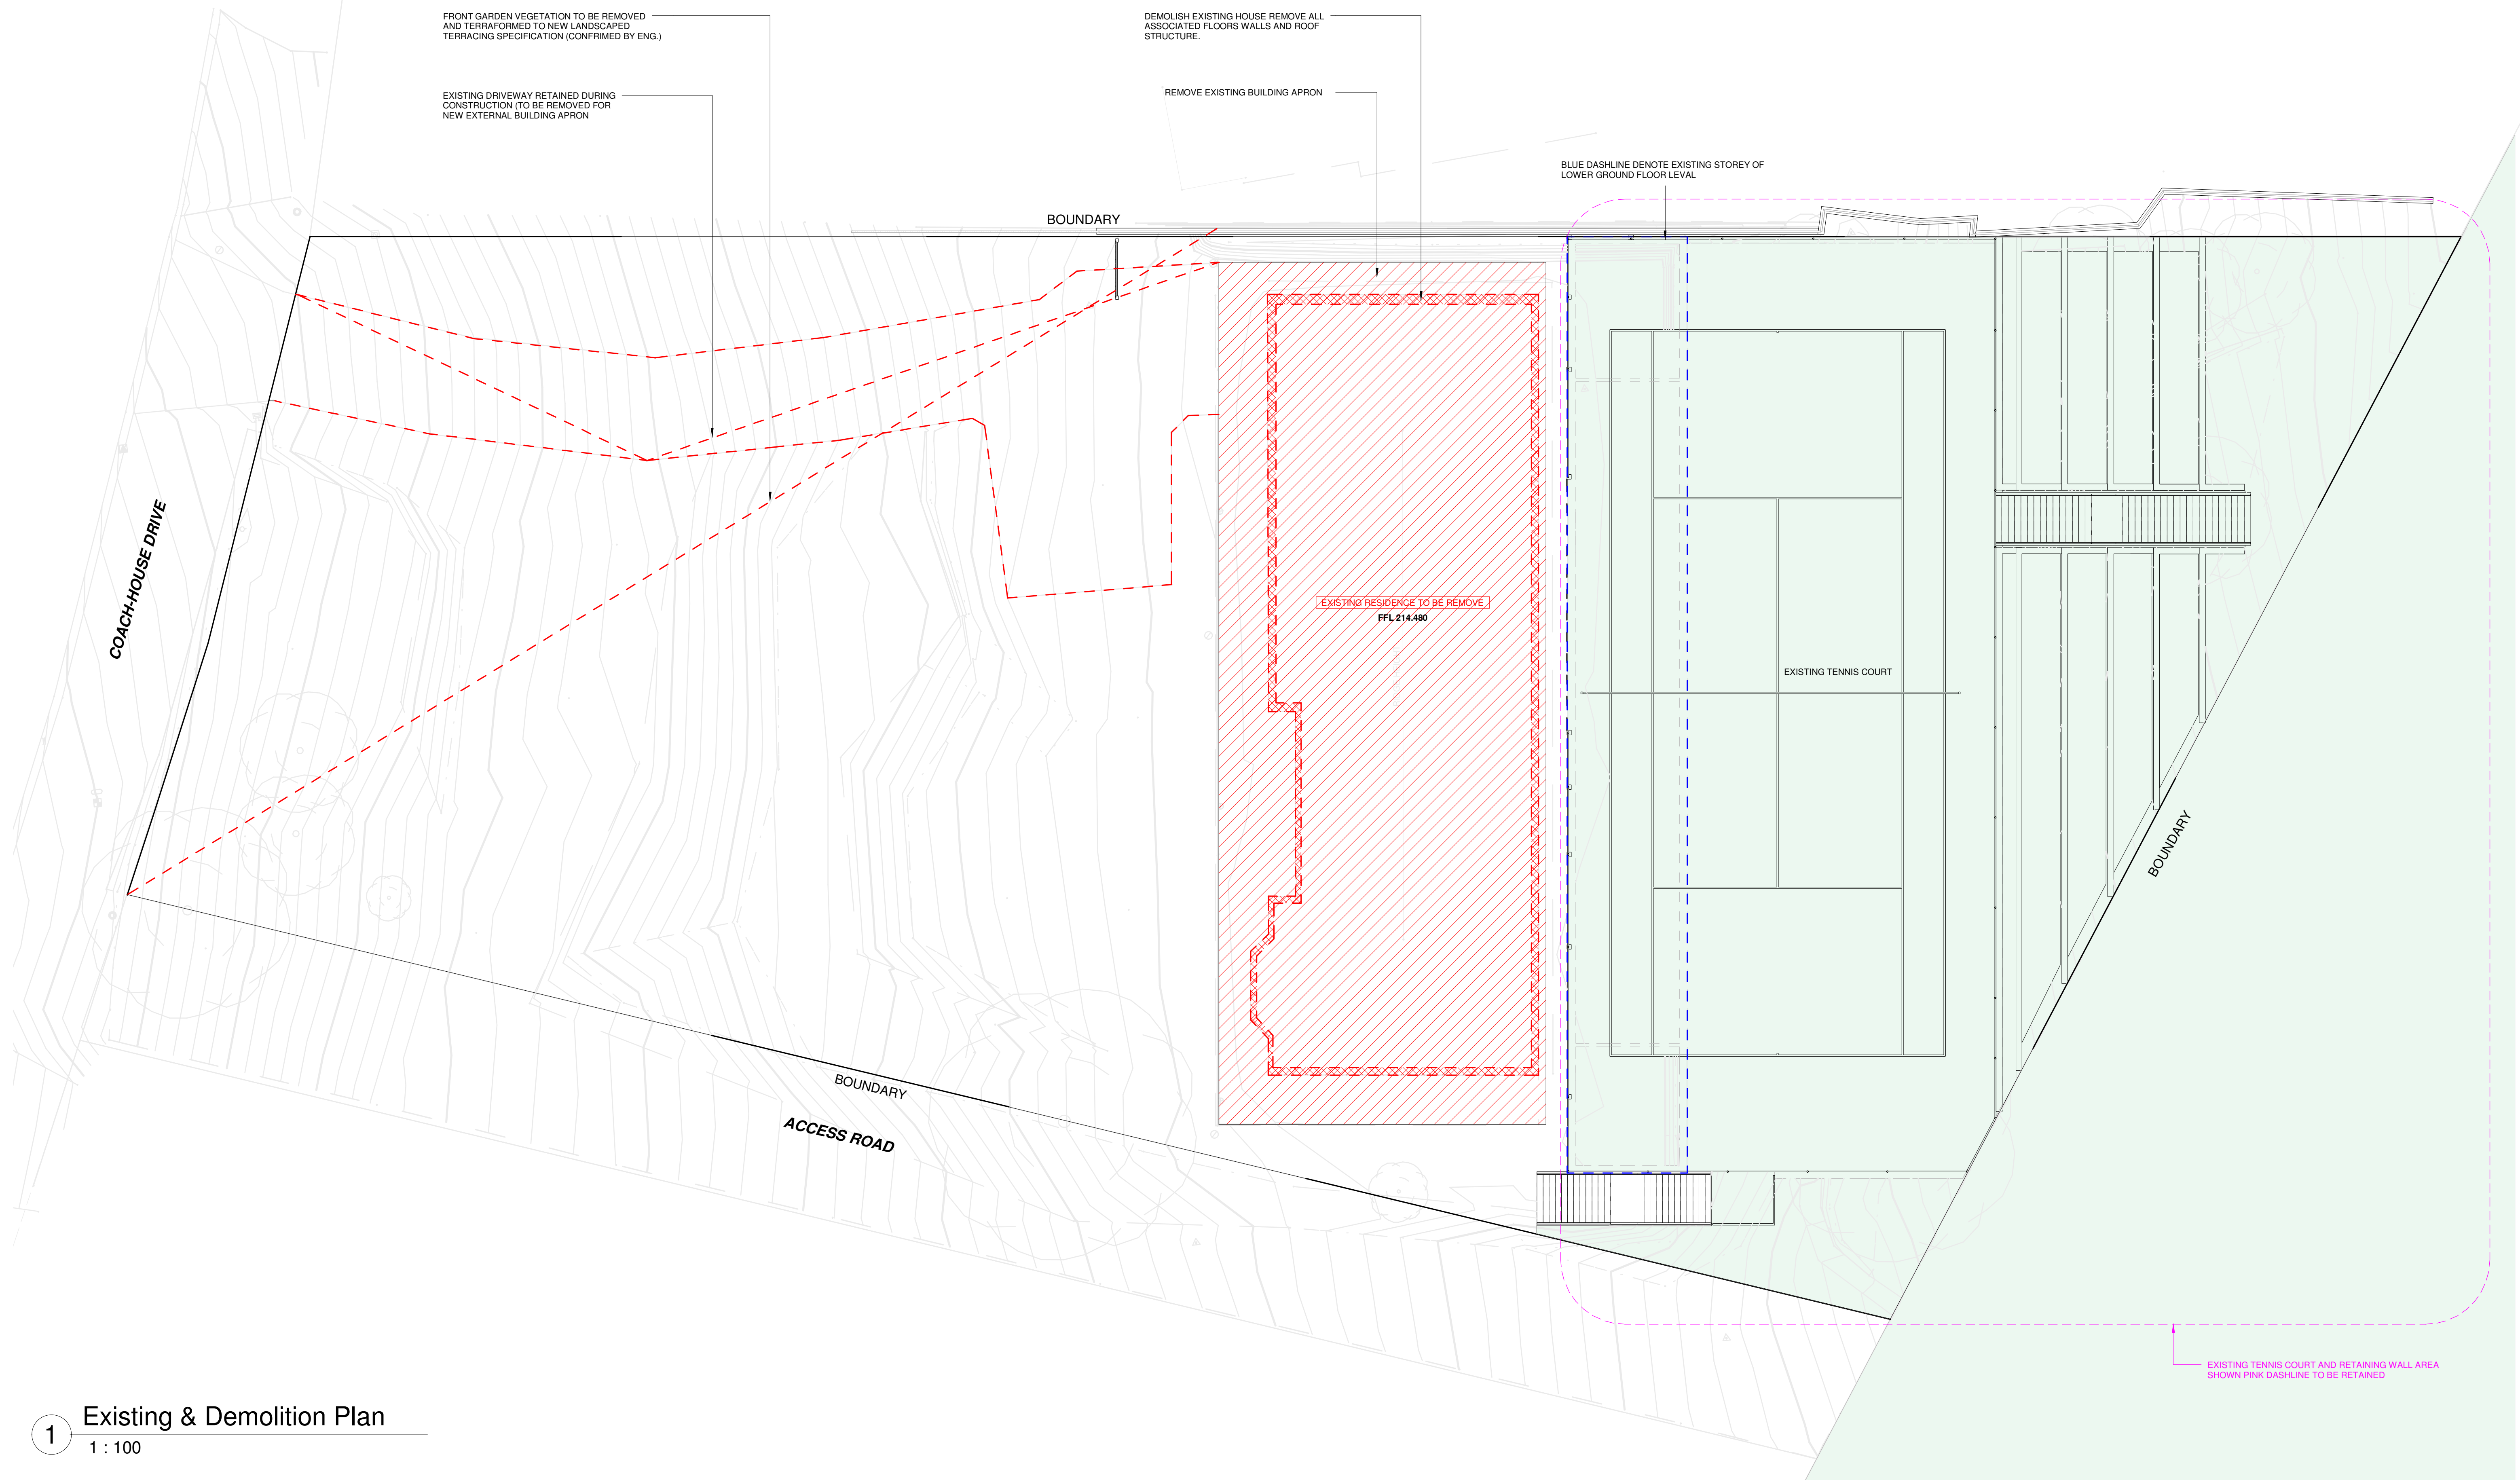 FRONT GARDEN VEGETATION TO BE REMOVED
AND TERRAFORMED TO NEW LANDSCAPED
TERRACING SPECIFICATION (CONFRIMED BY ENG.)
DEMOLISH EXISTING HOUSE REMOVE ALL
ASSOCIATED FLOORS WALLS AND ROOF
STRUCTURE.
EXISTING DRIVEWAY RETAINED DURING
CONSTRUCTION (TO BE REMOVED FOR
NEW EXTERNAL BUILDING APRON
REMOVE EXISTING BUILDING APRON
BLUE DASHLINE DENOTE EXISTING STOREY OF
LOWER GROUND FLOOR LEVAL
BOUNDARY
COACH-HOUSE DRIVE
EXISTING RESIDENCE TO BE REMOVE
FFL 214.480
EXISTING TENNIS COURT
BOUNDARY
BOUNDARY
ACCESS ROAD
EXISTING TENNIS COURT AND RETAINING WALL AREA
SHOWN PINK DASHLINE TO BE RETAINED
1
Existing & Demolition Plan
1 : 100